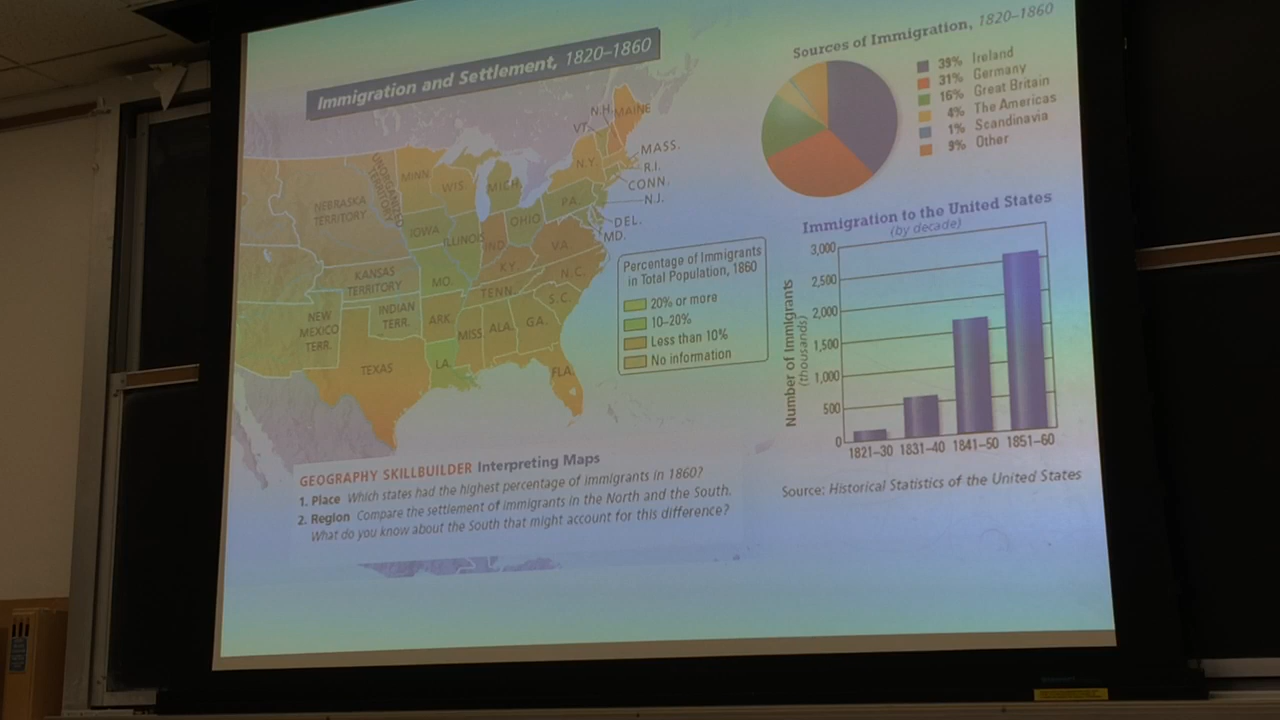 Immigration and Settlement, 1820–1860
N.H.
MAINE
VT.
MASS.
R.I.
CONN.
N.J.
N.Y.
PA.
DEL.
MD.
MINN
WIS.
MICH.
UNORGANIZED
TERRITORY
NEBRASKA
TERRITORY
IOWA
ILLINOIS
IND.
OHIO
VA.
KANSAS
TERRITORY
MO.
KY.
N.C.
TENN.
S.C.
NEW
MEXICO
TERR.
INDIAN
TERR.
ARK.
MISS.
ALA.
GA.
TEXAS
LA.
FLA.
Percentage of Immigrants
in Total Population, 1860
20% or more
10–20%
Less than 10%
No information
GEOGRAPHY SKILLBUILDER Interpreting Maps
1. Place Which states had the highest percentage of immigrants in 1860?
2. Region Compare the settlement of immigrants in the North and the South.
What do you know about the South that might account for this difference?
Sources of Immigration, 1820–1860
39% Ireland
31% Germany
16% Great Britain
4% The Americas
1% Scandinavia
9% Other
Immigration to the United States
(by decade)
Number of Immigrants
(thousands)
3,000
2,500
2,000
1,500
1,000
500
0
1821–30 1831–40 1841–50 1851–60
Source: Historical Statistics of the United States